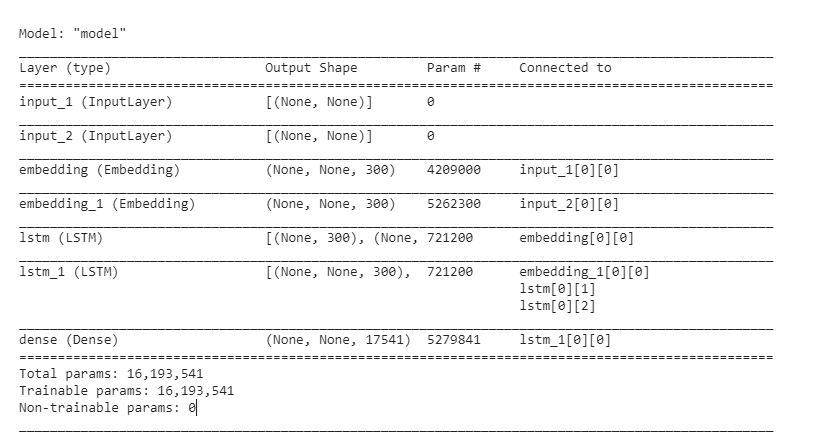 Model: "model"
Layer (type) Output Shape Param # Connected to
input_1 (InputLayer) [(None, None)] 0
input_2 (InputLayer) [(None, None)] 0
embedding (Embedding) (None, None, 300) 4209000 input_1[0][0]
embedding_1 (Embedding) (None, None, 300) 5262300 input_2[0][0]
lstm (LSTM) [(None, 300), (None, 721200 embedding[0][0]
lstm_1 (LSTM) [(None, None, 300), 721200 embedding_1[0][0]
lstm[0][1]
lstm[0][2]
dense (Dense) (None, None, 17541) 5279841 lstm_1[0][0]
Total params: 16,193,541
Trainable params: 16,193,541
Non-trainable params: 0